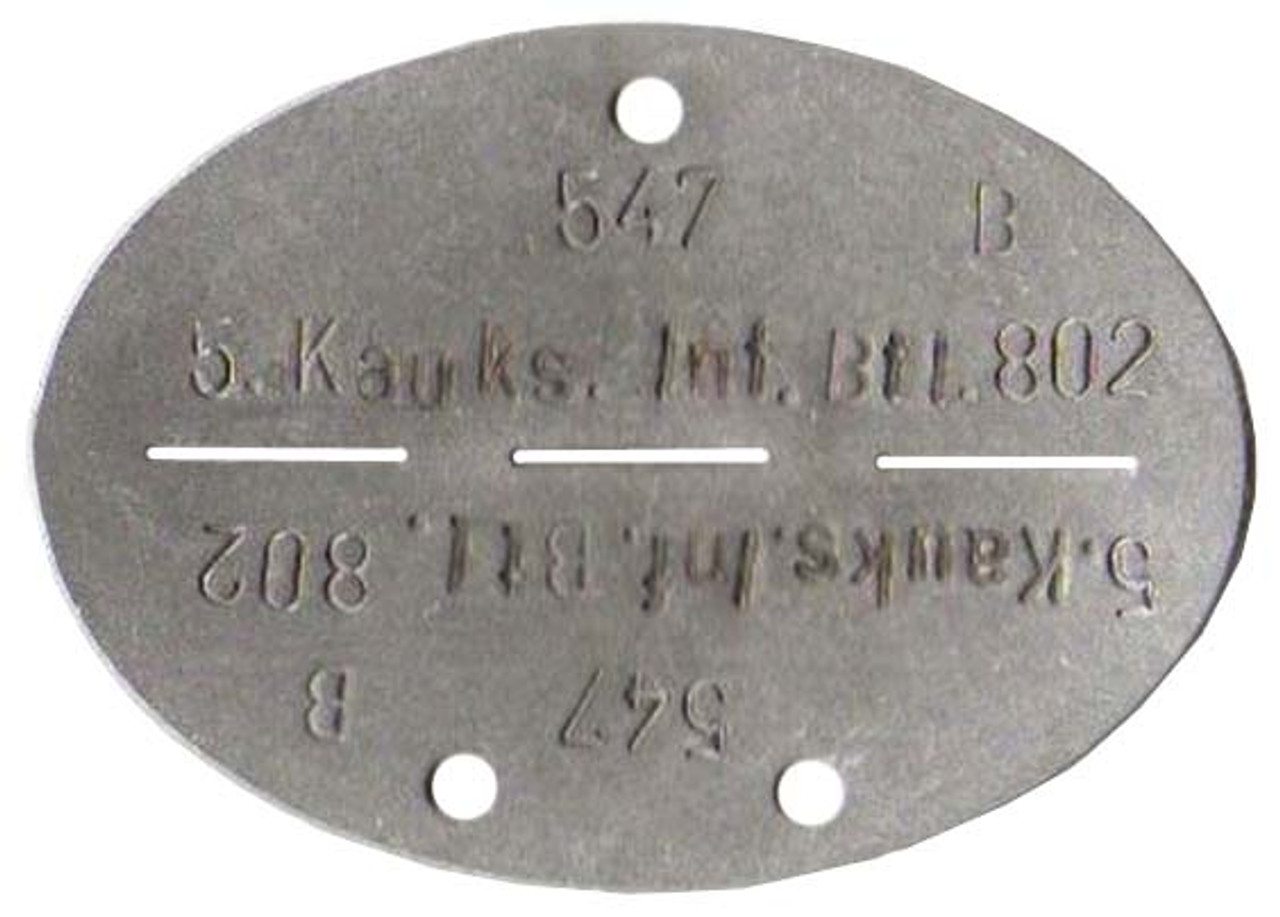 547 B
5. Kauks. Inf. Btl. 802
5. Kauks. Inf. Btl. 802
547 B